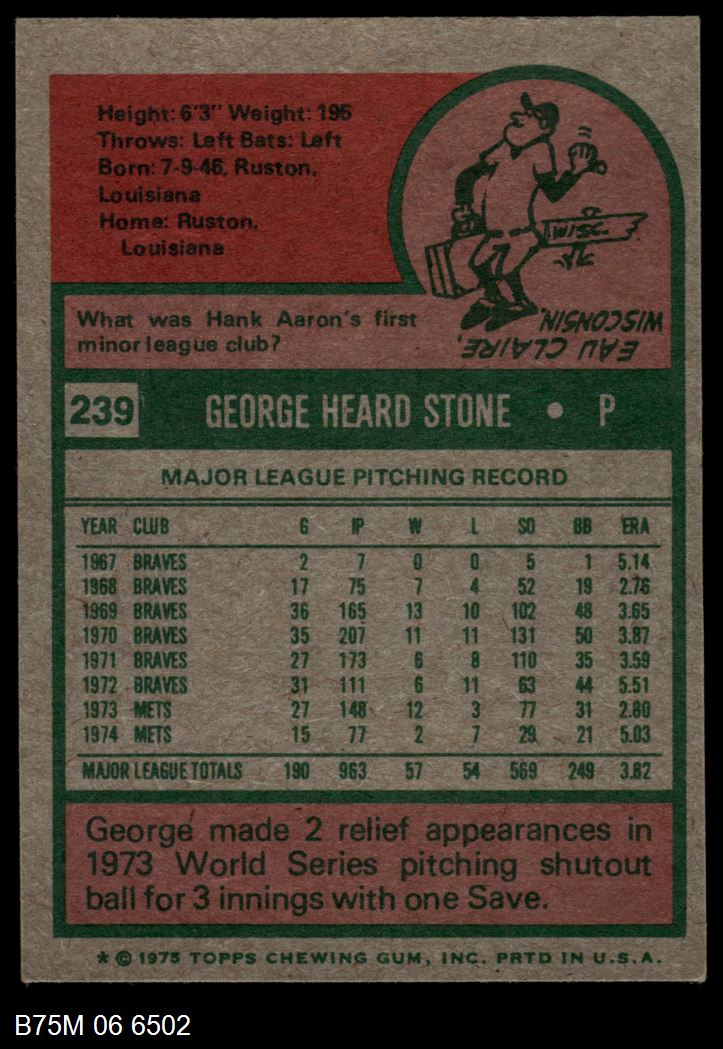 Height: 6'3" Weight: 195
Throws: Left Bats: Left
Born: 7-9-46, Ruston,
Louisiana
Home: Ruston,
Louisiana
What was Hank Aaron's first
minor league club?
WISC.
EAU CLAIRE,
WISCONSIN.
239 GEORGE HEARD STONE • P
MAJOR LEAGUE PITCHING RECORD
YEAR CLUB G IP W L SO BB ERA
1967 BRAVES 2 7 0 0 5 1 5.14
1968 BRAVES 17 75 7 4 52 19 2.76
1969 BRAVES 36 165 13 10 102 48 3.65
1970 BRAVES 35 207 11 11 131 50 3.87
1971 BRAVES 27 173 6 8 110 35 3.59
1972 BRAVES 31 111 6 11 63 44 5.51
1973 METS 27 148 12 3 77 31 2.80
1974 METS 15 77 2 7 29 21 5.03
MAJOR LEAGUE TOTALS 190 963 57 54 569 249 3.82
George made 2 relief appearances in
1973 World Series pitching shutout
ball for 3 innings with one Save.
* © 1975 TOPPS CHEWING GUM, INC. PRTD IN U.S.A.
B75M 06 6502